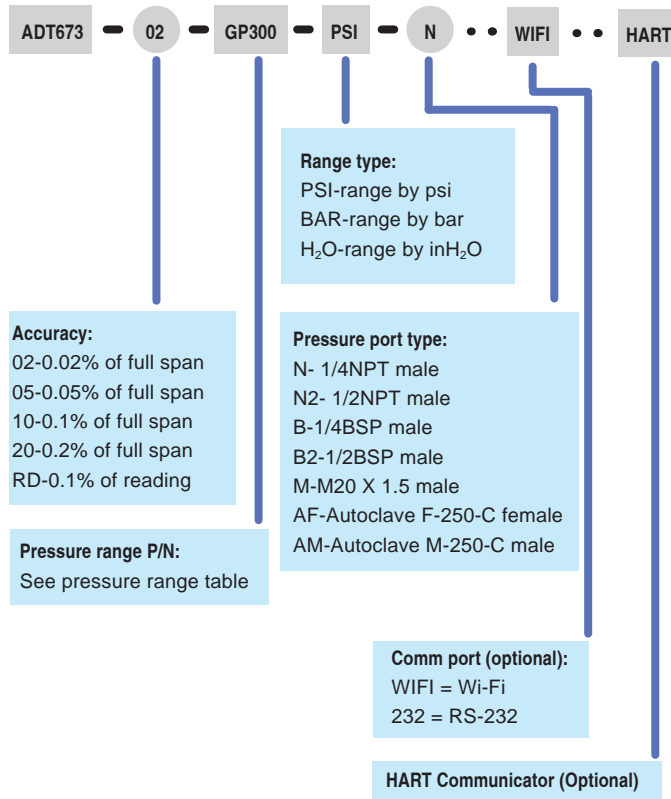 ADT673 – 02 – GP300 – PSI – N •• WIFI •• HART
Range type:
PSI-range by psi
BAR-range by bar
H₂O-range by inH₂O
Accuracy:
02-0.02% of full span
05-0.05% of full span
10-0.1% of full span
20-0.2% of full span
RD-0.1% of reading
Pressure port type:
N- 1/4NPT male
N2- 1/2NPT male
B-1/4BSP male
B2-1/2BSP male
M-M20 X 1.5 male
AF-Autoclave F-250-C female
AM-Autoclave M-250-C male
Pressure range P/N:
See pressure range table
Comm port (optional):
WIFI = Wi-Fi
232 = RS-232
HART Communicator (Optional)